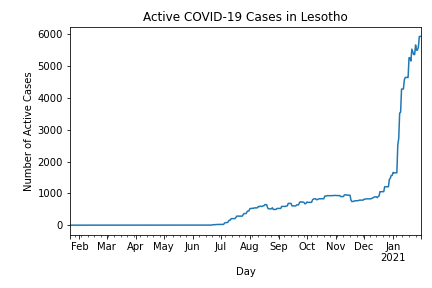 Active COVID-19 Cases in Lesotho
6000
5000
4000
3000
2000
1000
0
Number of Active Cases
Feb Mar Apr May Jun Jul Aug Sep Oct Nov Dec Jan
2021
Day